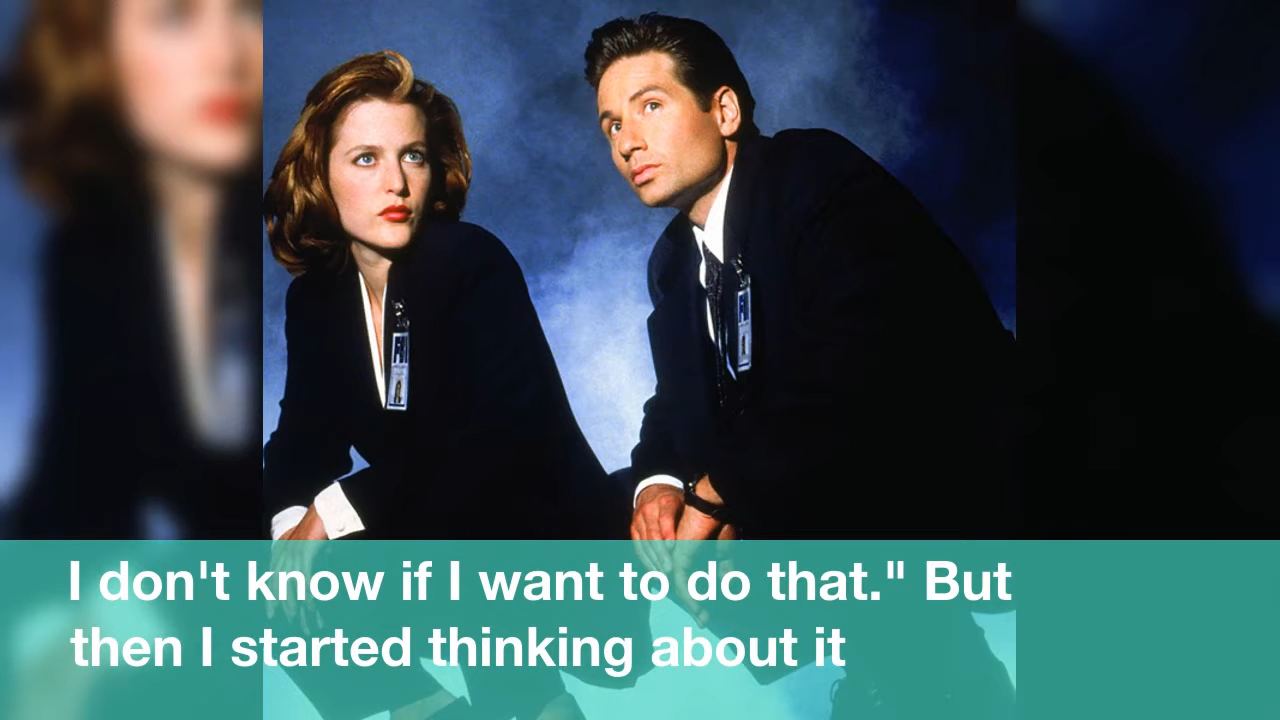 I don't know if I want to do that." But
then I started thinking about it